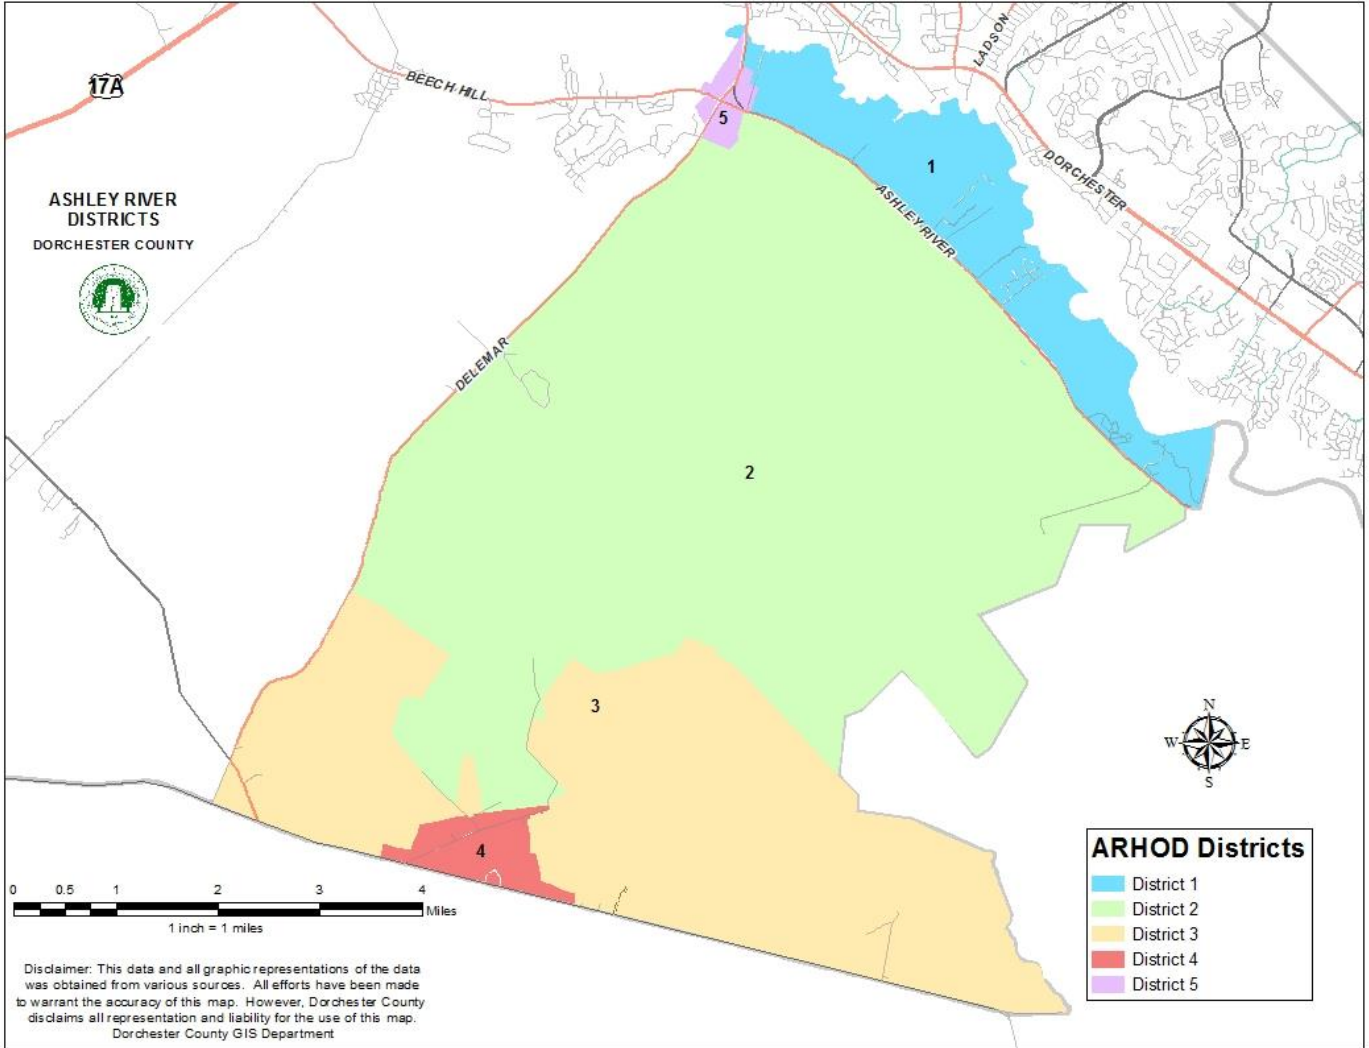 17A
BEECH HILL
LADSON
5
1
DORCHESTER
ASHLEY RIVER
ASHLEY RIVER
DISTRICTS
DORCHESTER COUNTY
DELEMAR
2
3
4
N
W E
S
ARHOD Districts
District 1
District 2
District 3
District 4
District 5
0 0.5 1 2 3 4
Miles
1 inch = 1 miles
Disclaimer: This data and all graphic representations of the data
was obtained from various sources. All efforts have been made
to warrant the accuracy of this map. However, Dorchester County
disclaims all representation and liability for the use of this map.
Dorchester County GIS Department